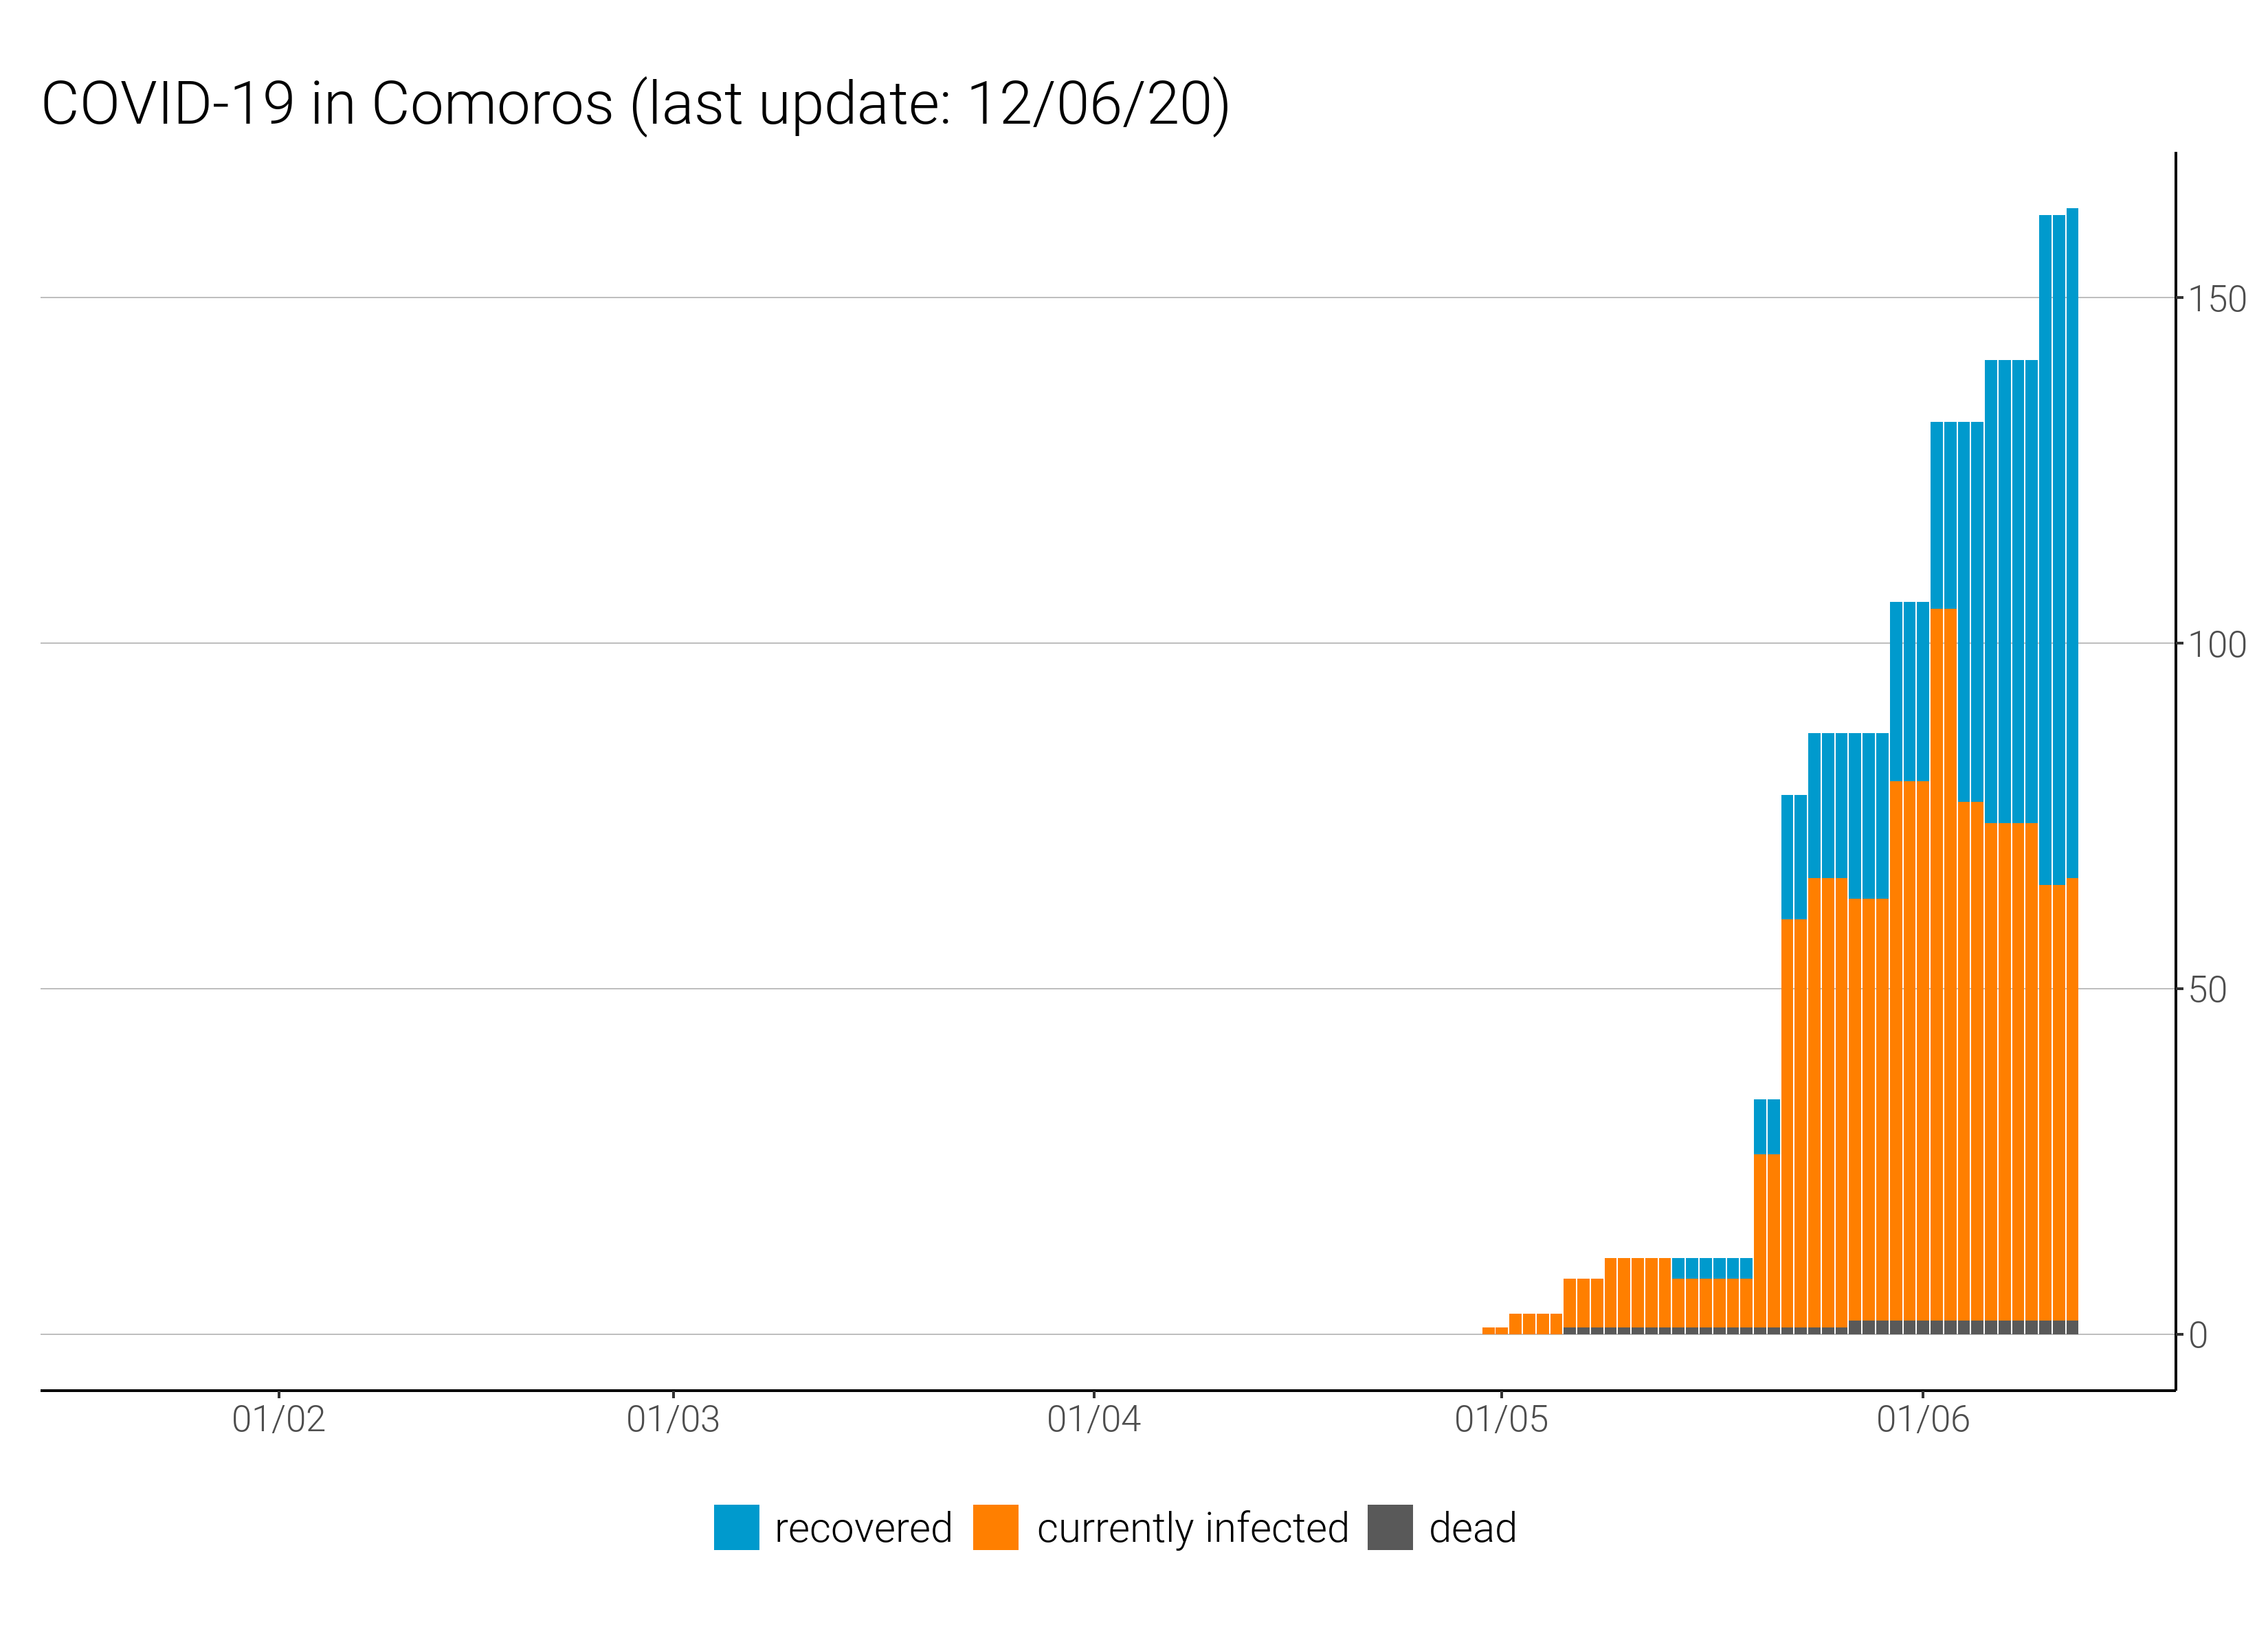 COVID-19 in Comoros (last update: 12/06/20)
150
100
50
0
01/02 01/03 01/04 01/05 01/06
recovered currently infected dead